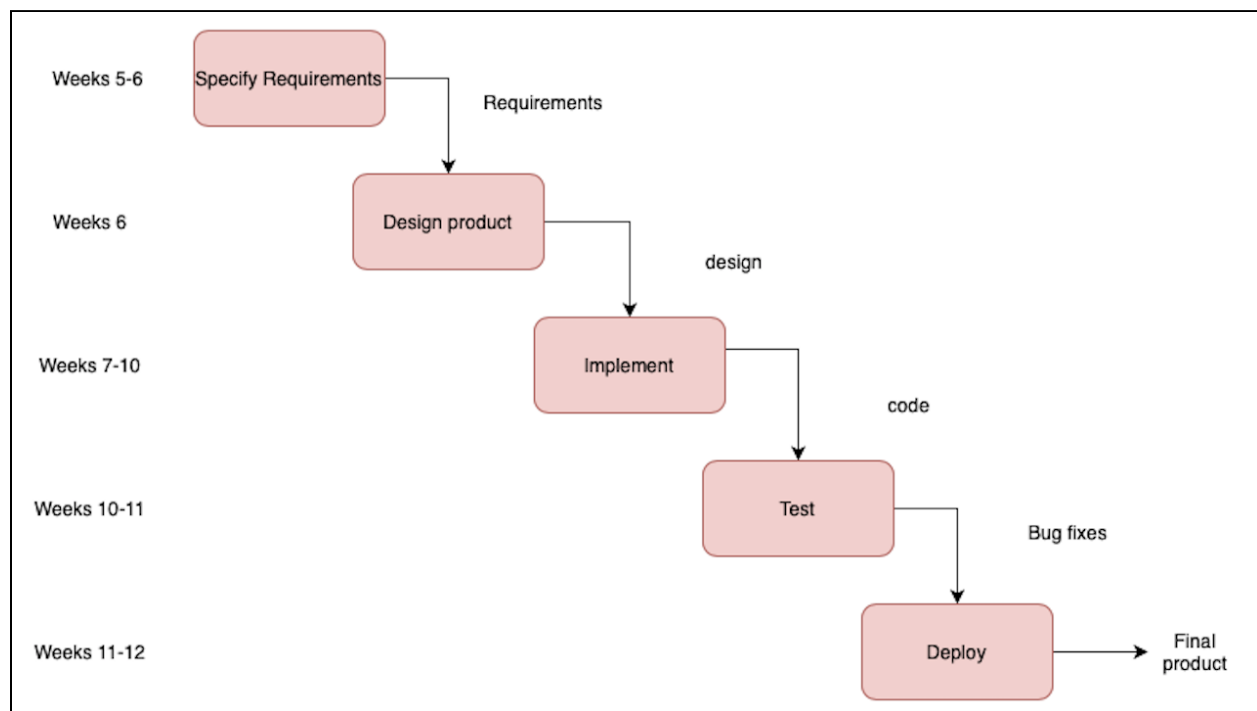 Weeks 5-6
Specify Requirements
Requirements
Weeks 6
Design product
design
Weeks 7-10
Implement
code
Weeks 10-11
Test
Bug fixes
Weeks 11-12
Deploy
Final
product